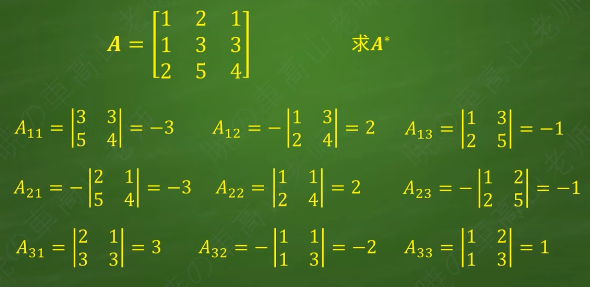 A = [1 2 1; 1 3 3; 2 5 4] 求A*
A₁₁ = |3 3; 5 4| = −3 A₁₂ = −|1 3; 2 4| = 2 A₁₃ = |1 3; 2 5| = −1
A₂₁ = −|2 1; 5 4| = −3 A₂₂ = |1 1; 2 4| = 2 A₂₃ = −|1 2; 2 5| = −1
A₃₁ = |2 1; 3 3| = 3 A₃₂ = −|1 1; 1 3| = −2 A₃₃ = |1 2; 1 3| = 1